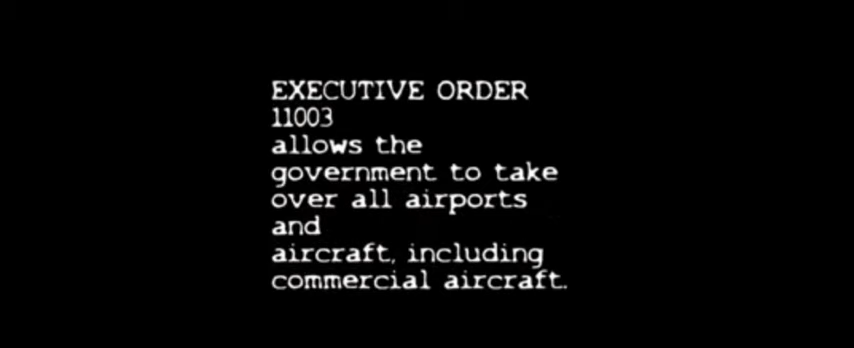 EXECUTIVE ORDER
11003
allows the
government to take
over all airports
and
aircraft, including
commercial aircraft.